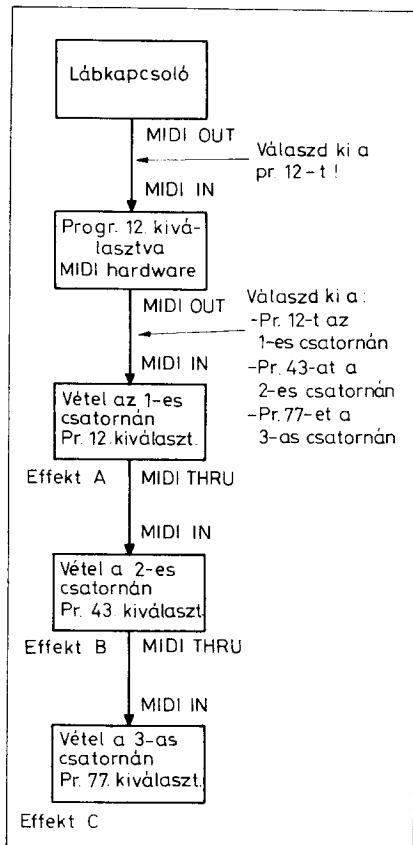 Lábkapcsoló
MIDI OUT
Válaszd ki a
pr. 12-t !
MIDI IN
Progr. 12. kivá-
lasztva
MIDI hardware
MIDI OUT
Válaszd ki a:
-Pr. 12-t az
1-es csatornán
-Pr. 43-at a
2-es csatornán
-Pr. 77-et a
3-as csatornán
MIDI IN
Vétel az 1-es
csatornán
Pr. 12. kiválaszt.
Effekt A
MIDI THRU
MIDI IN
Vétel a 2-es
csatornán
Pr. 43. kiválaszt.
Effekt B
MIDI THRU
MIDI IN
Vétel a 3-as
csatornán
Pr. 77. kiválaszt.
Effekt C